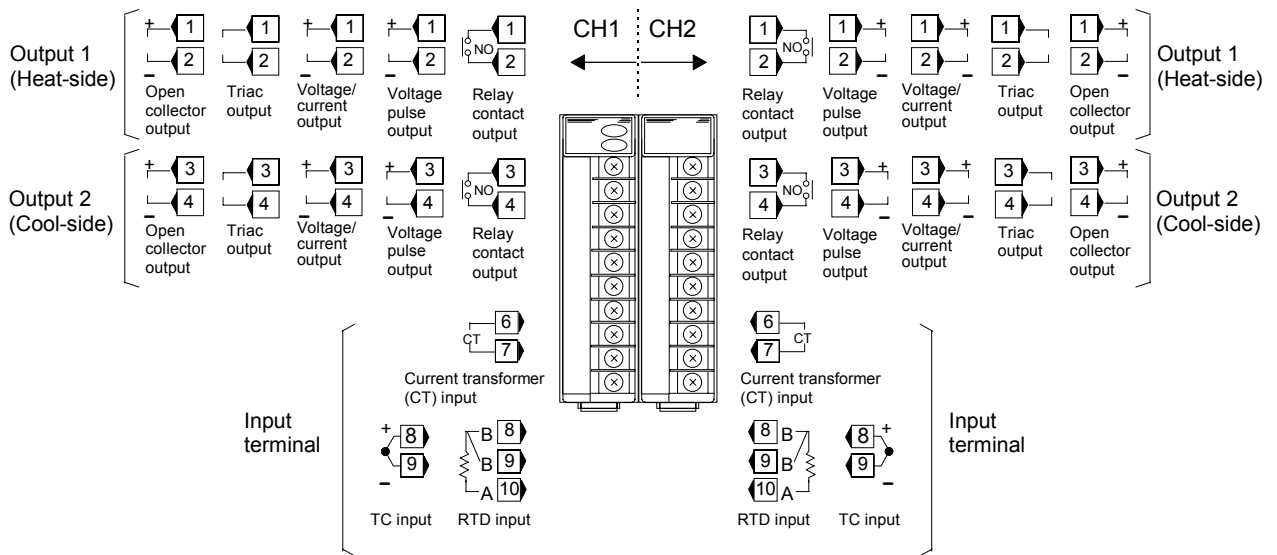 CH1 CH2
Output 1
(Heat-side)
+ 1 1 + 1 + 1 1
NO
− 2 2 − 2 − 2 2
Open
collector
output
Triac
output
Voltage/
current
output
Voltage
pulse
output
Relay
contact
output
1 1 + 1 + 1 1 +
NO
2 2 − 2 − 2 2 −
Relay
contact
output
Voltage
pulse
output
Voltage/
current
output
Triac
output
Open
collector
output
Output 1
(Heat-side)
Output 2
(Cool-side)
+ 3 3 + 3 + 3 3
NO
− 4 4 − 4 − 4 4
Open
collector
output
Triac
output
Voltage/
current
output
Voltage
pulse
output
Relay
contact
output
3 3 + 3 + 3 3 +
NO
4 4 − 4 − 4 4 −
Relay
contact
output
Voltage
pulse
output
Voltage/
current
output
Triac
output
Open
collector
output
Output 2
(Cool-side)
Input
terminal
6
CT
7
Current transformer
(CT) input
+ 8
9
−
TC input
B 8
B 9
A 10
RTD input
6
CT
7
Current transformer
(CT) input
8 B
9 B
10 A
RTD input
8 +
9
−
TC input
Input
terminal